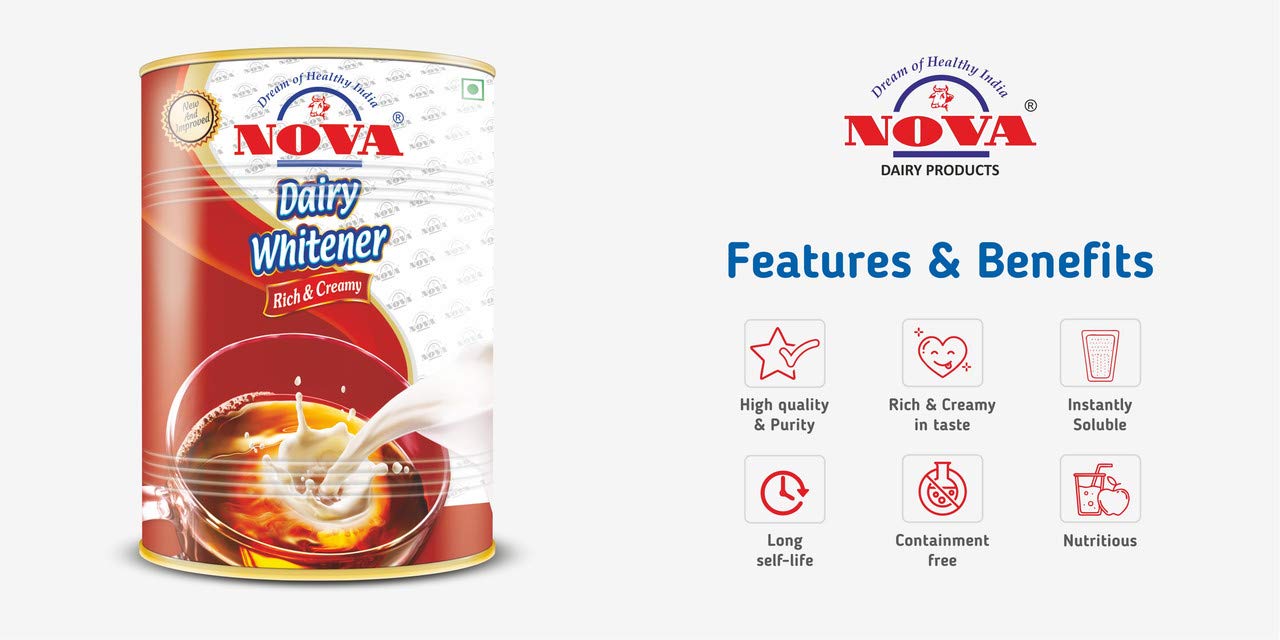 New
And
Improved
Dream of Healthy India
NOVA®
Dairy
Whitener
Rich & Creamy
Dream of Healthy India
NOVA®
DAIRY PRODUCTS
Features & Benefits
High quality
& Purity
Rich & Creamy
in taste
Instantly
Soluble
Long
self-life
Containment
free
Nutritious